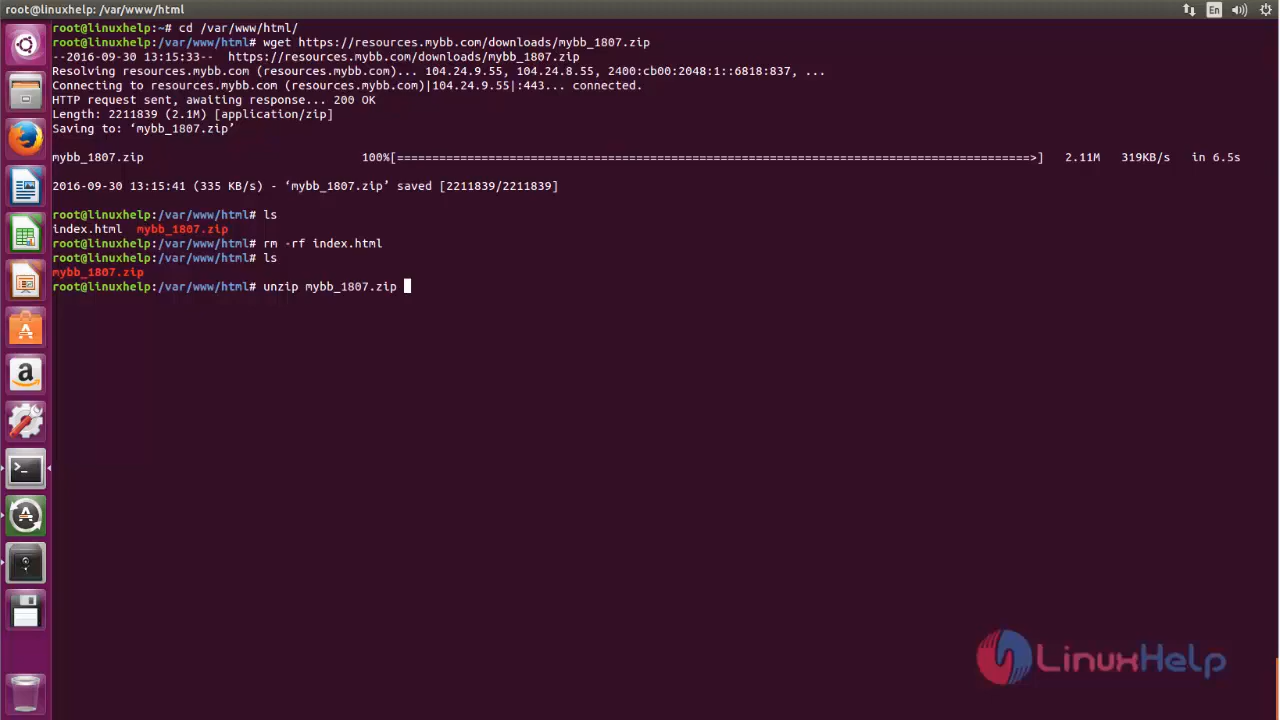 root@linuxhelp: /var/www/html
En
root@linuxhelp:~# cd /var/www/html/
root@linuxhelp:/var/www/html# wget https://resources.mybb.com/downloads/mybb_1807.zip
--2016-09-30 13:15:33--  https://resources.mybb.com/downloads/mybb_1807.zip
Resolving resources.mybb.com (resources.mybb.com)... 104.24.9.55, 104.24.8.55, 2400:cb00:2048:1::6818:837, ...
Connecting to resources.mybb.com (resources.mybb.com)|104.24.9.55|:443... connected.
HTTP request sent, awaiting response... 200 OK
Length: 2211839 (2.1M) [application/zip]
Saving to: ‘mybb_1807.zip’
mybb_1807.zip 100%[==========================================================================================>] 2.11M 319KB/s in 6.5s
2016-09-30 13:15:41 (335 KB/s) - ‘mybb_1807.zip’ saved [2211839/2211839]
root@linuxhelp:/var/www/html# ls
index.html  mybb_1807.zip
root@linuxhelp:/var/www/html# rm -rf index.html
root@linuxhelp:/var/www/html# ls
mybb_1807.zip
root@linuxhelp:/var/www/html# unzip mybb_1807.zip
LinuxHelp